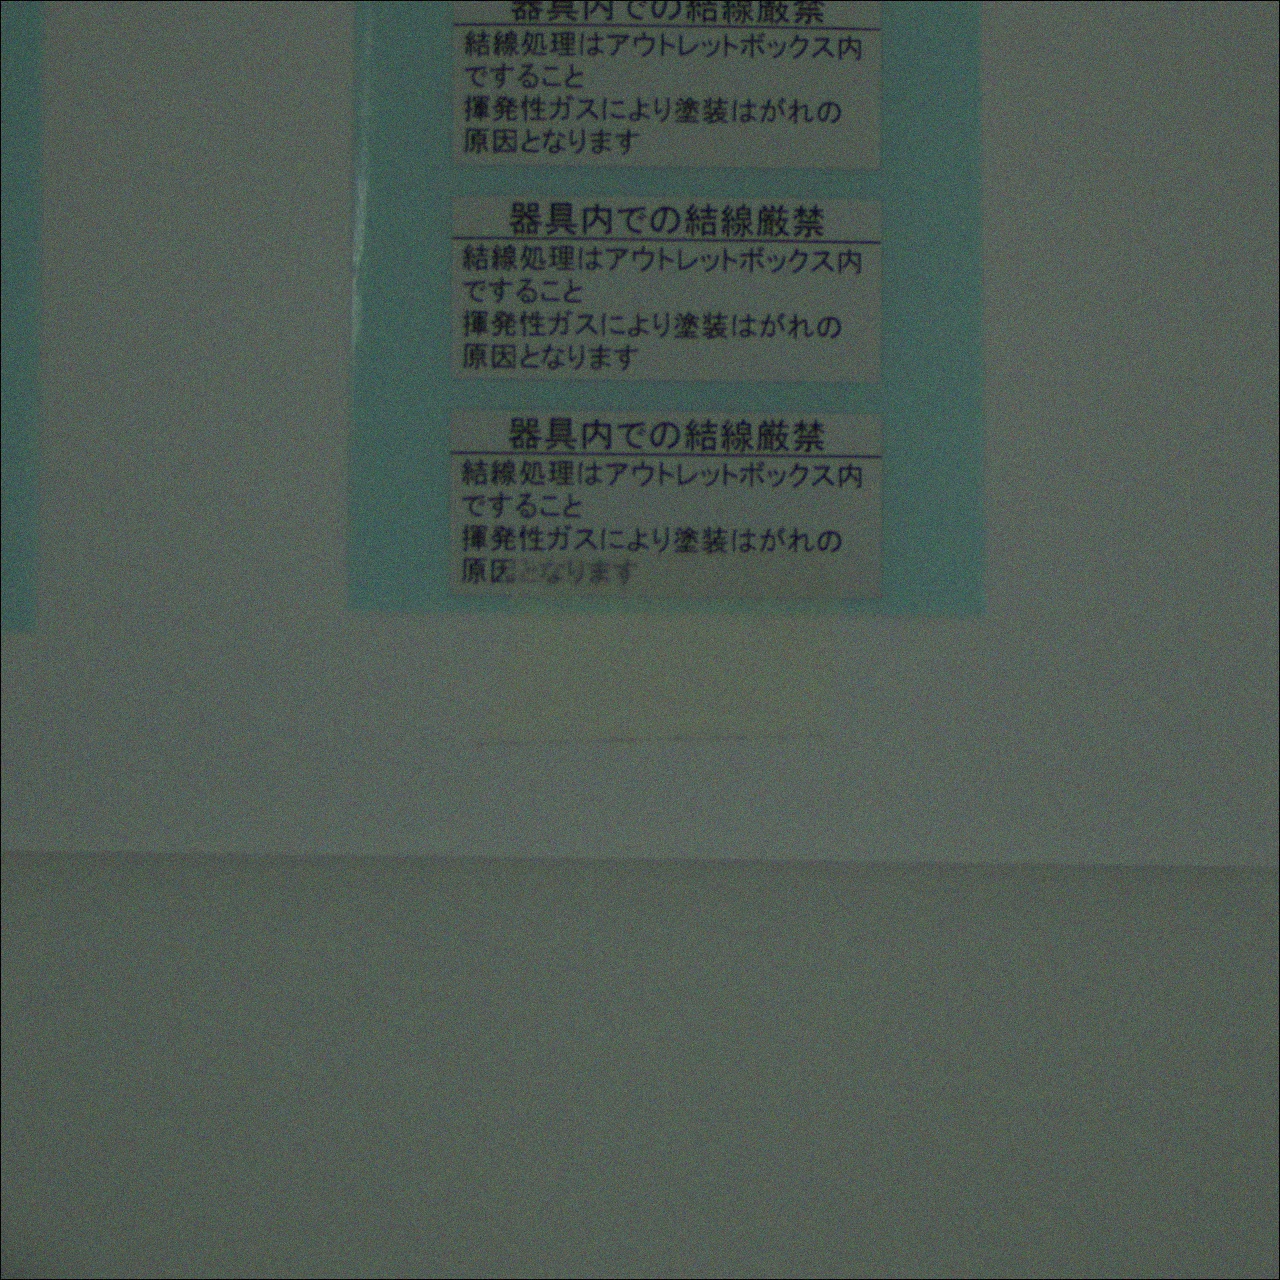 器具内での結線厳禁
結線処理はアウトレットボックス内
ですること
揮発性ガスにより塗装はがれの
原因となります
器具内での結線厳禁
結線処理はアウトレットボックス内
ですること
揮発性ガスにより塗装はがれの
原因となります
器具内での結線厳禁
結線処理はアウトレットボックス内
ですること
揮発性ガスにより塗装はがれの
原因となります